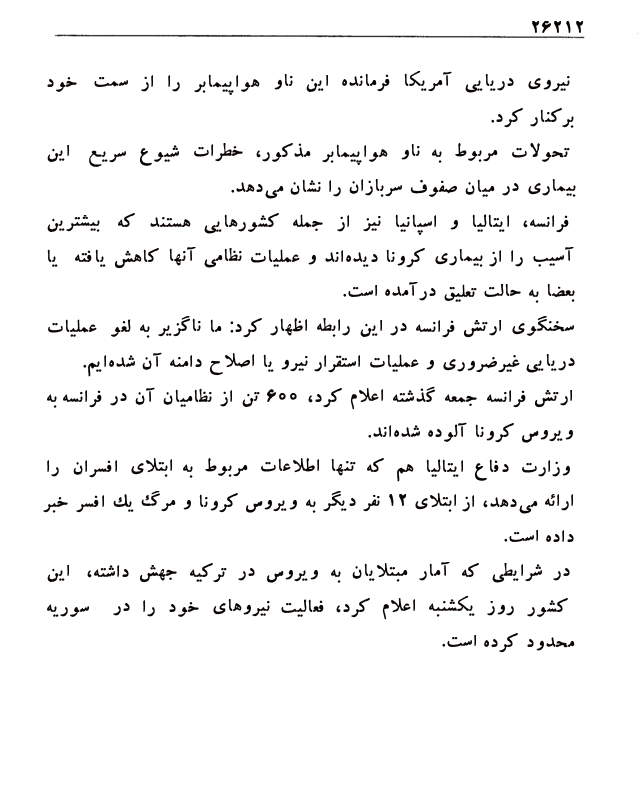 ۲۶۲۱۲
نیروی دریایی آمریکا فرمانده این ناو هواپیمابر را از سمت خود
برکنار کرد.
تحولات مربوط به ناو هواپیمابر مذکور، خطرات شیوع سریع این
بیماری در میان صفوف سربازان را نشان می‌دهد.
فرانسه، ایتالیا و اسپانیا نیز از جمله کشورهایی هستند که بیشترین
آسیب را از بیماری کرونا دیده‌اند و عملیات نظامی آنها کاهش یافته یا
بعضا به حالت تعلیق درآمده است.
سخنگوی ارتش فرانسه در این رابطه اظهار کرد: ما ناگزیر به لغو عملیات
دریایی غیرضروری و عملیات استقرار نیرو یا اصلاح دامنه آن شده‌ایم.
ارتش فرانسه جمعه گذشته اعلام کرد، ۶۰۰ تن از نظامیان آن در فرانسه به
ویروس کرونا آلوده شده‌اند.
وزارت دفاع ایتالیا هم که تنها اطلاعات مربوط به ابتلای افسران را
ارائه می‌دهد، از ابتلای ۱۲ نفر دیگر به ویروس کرونا و مرگ یك افسر خبر
داده است.
در شرایطی که آمار مبتلایان به ویروس در ترکیه جهش داشته، این
کشور روز یکشنبه اعلام کرد، فعالیت نیروهای خود را در سوریه
محدود کرده است.